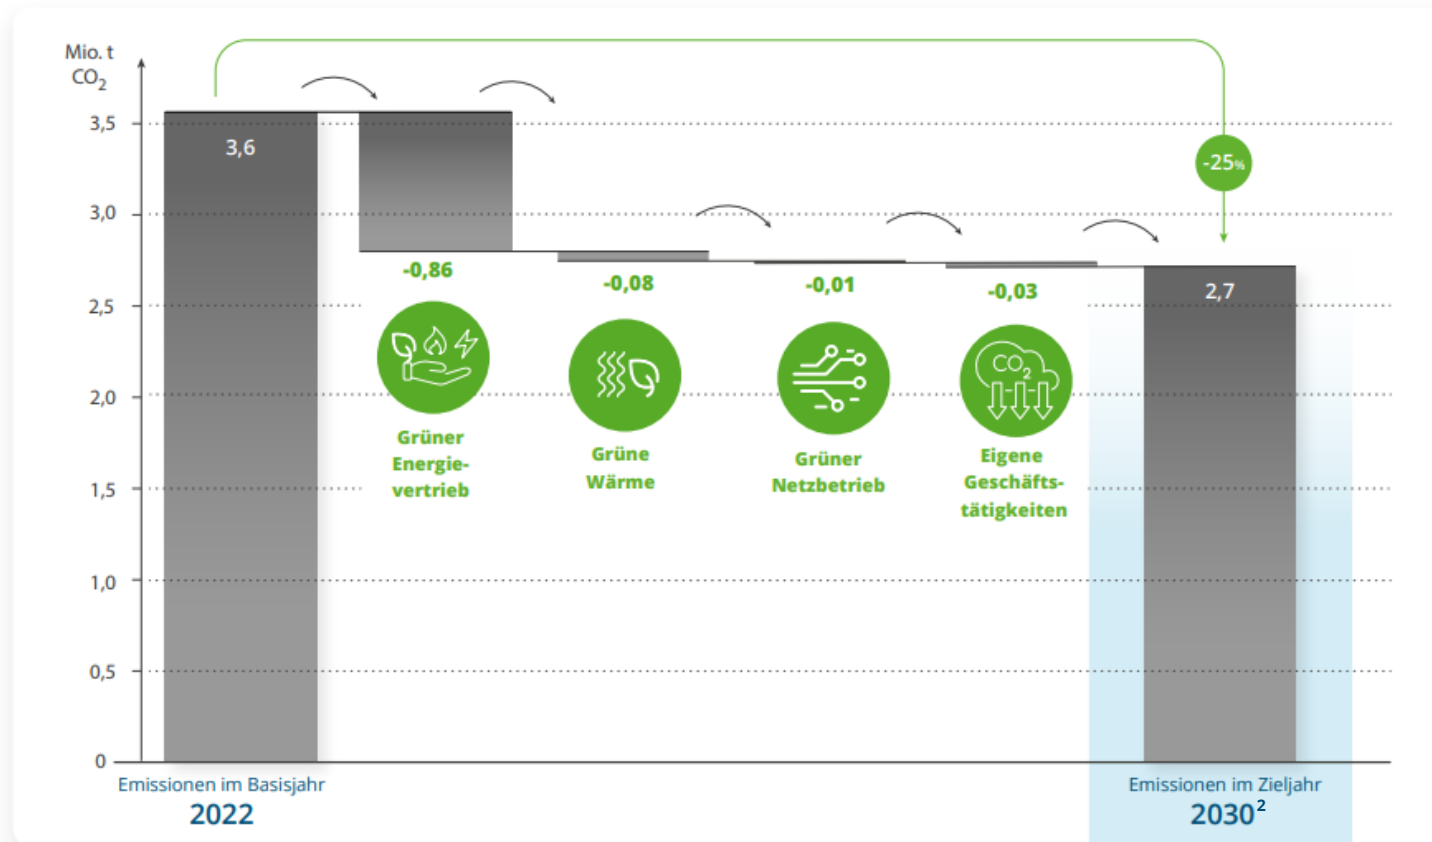 Mio. t
CO₂
3,5
3,0
2,5
2,0
1,5
1,0
0,5
0
3,6
-0,86
Grüner
Energie-
vertrieb
-0,08
Grüne
Wärme
-0,01
Grüner
Netzbetrieb
-0,03
CO₂
Eigene
Geschäfts-
tätigkeiten
-25%
2,7
Emissionen im Basisjahr
2022
Emissionen im Zieljahr
2030²